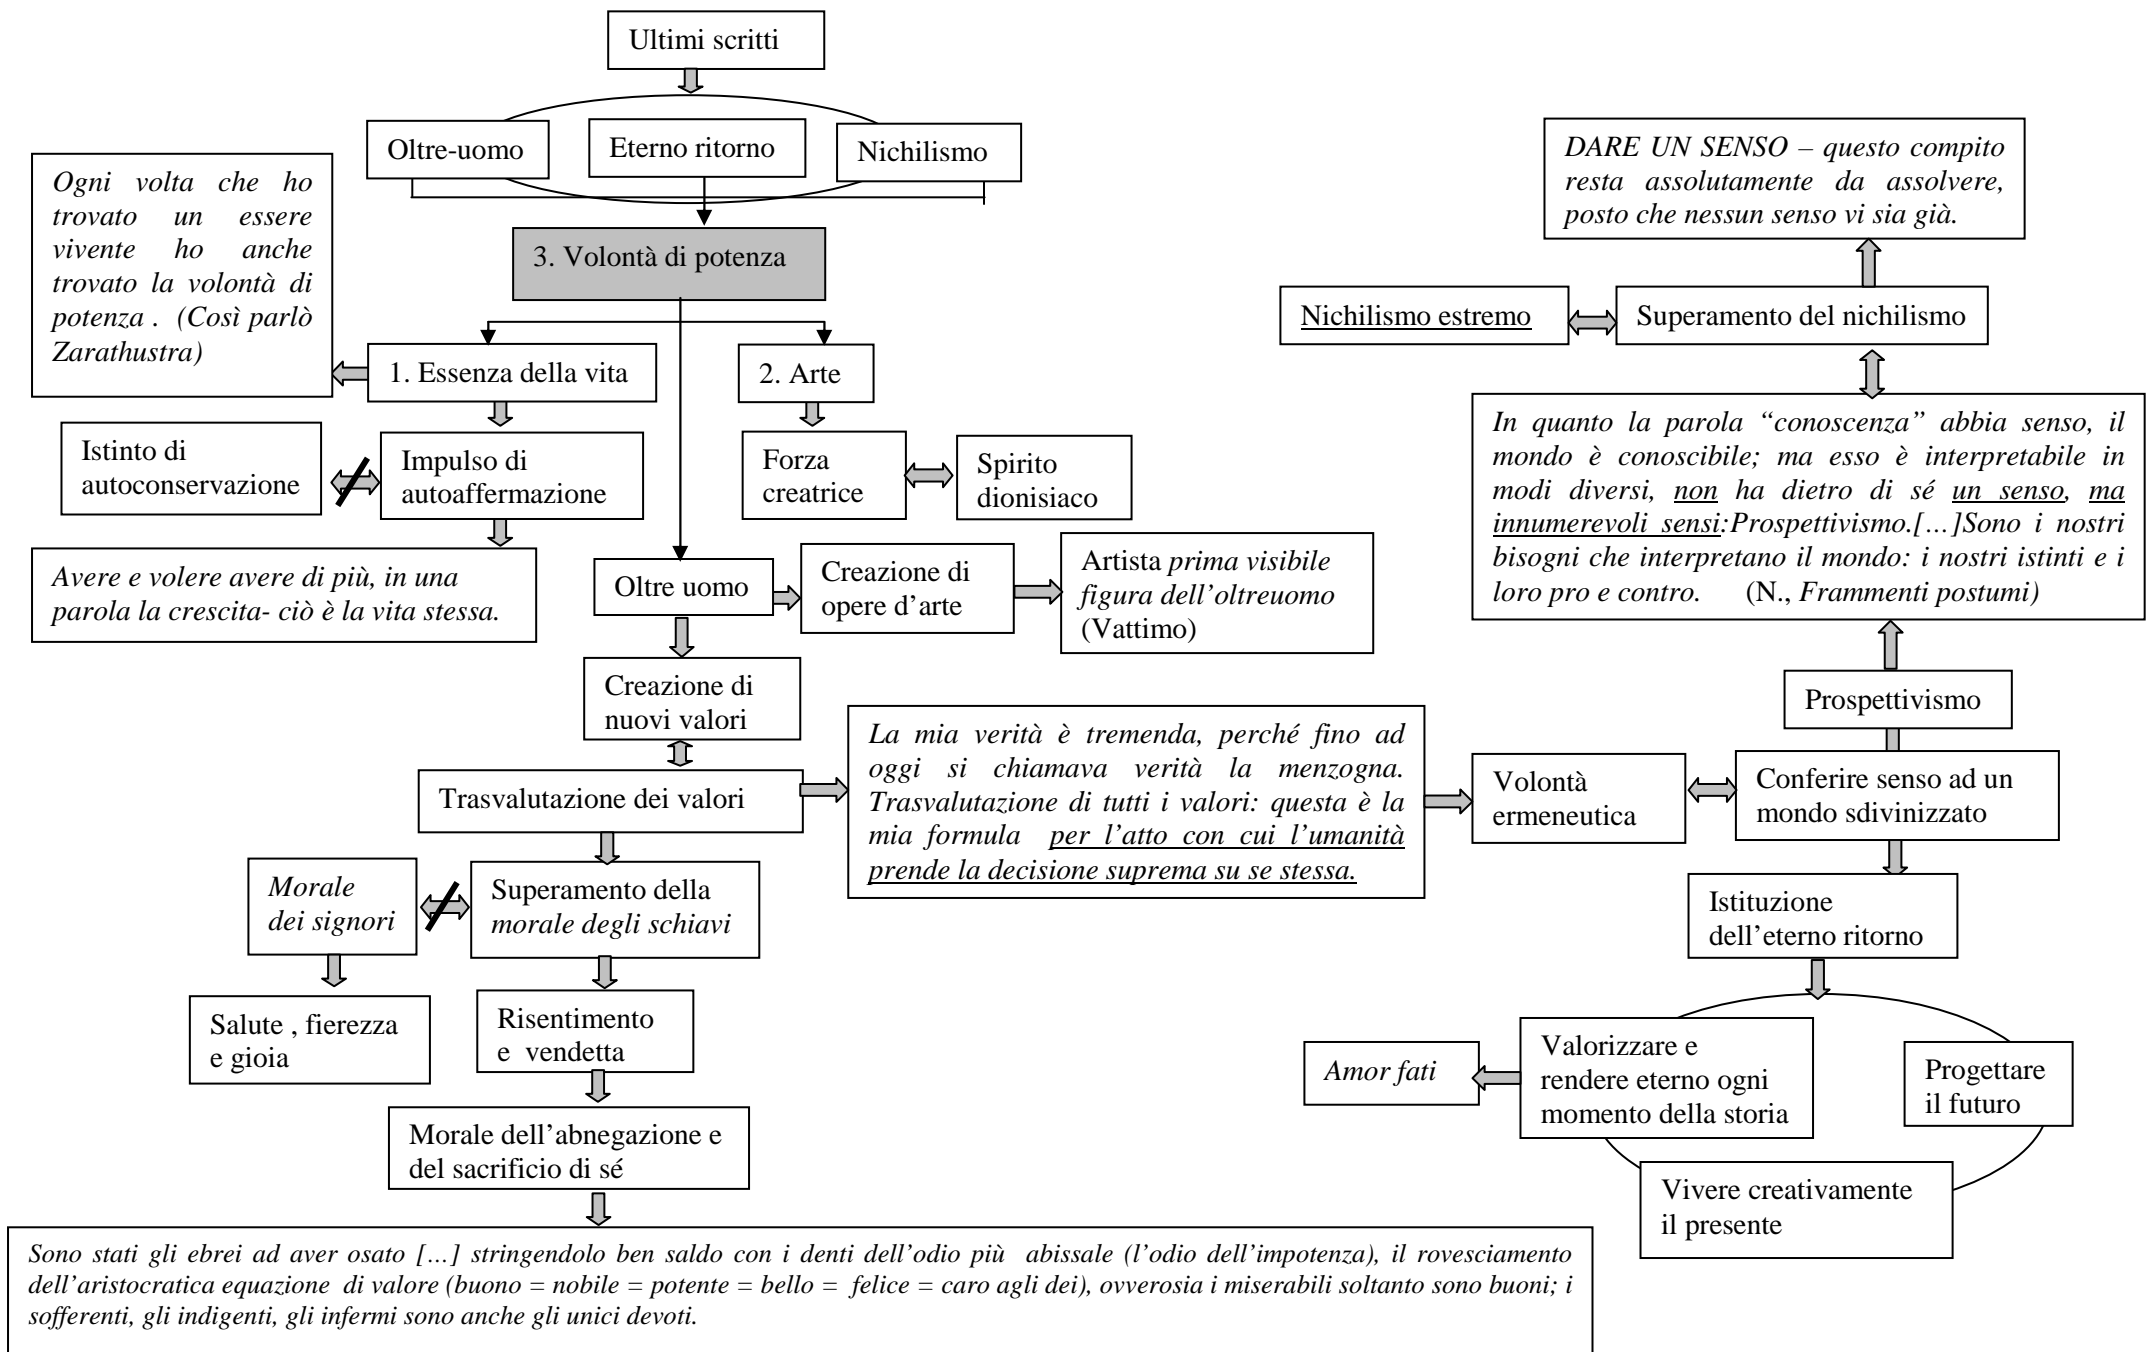 Ultimi scritti
Oltre-uomo
Eterno ritorno
Nichilismo
Ogni volta che ho
trovato un essere
vivente ho anche
trovato la volontà di
potenza . (Così parlò
Zarathustra)
3. Volontà di potenza
1. Essenza della vita
2. Arte
Istinto di
autoconservazione
Impulso di
autoaffermazione
Forza
creatrice
Spirito
dionisiaco
Avere e volere avere di più, in una
parola la crescita- ciò è la vita stessa.
Oltre uomo
Creazione di
opere d’arte
Artista prima visibile
figura dell’oltreuomo
(Vattimo)
Creazione di
nuovi valori
Trasvalutazione dei valori
La mia verità è tremenda, perché fino ad
oggi si chiamava verità la menzogna.
Trasvalutazione di tutti i valori: questa è la
mia formula per l’atto con cui l’umanità
prende la decisione suprema su se stessa.
Morale
dei signori
Superamento della
morale degli schiavi
Salute , fierezza
e gioia
Risentimento
e vendetta
Morale dell’abnegazione e
del sacrificio di sé
Sono stati gli ebrei ad aver osato […] stringendolo ben saldo con i denti dell’odio più abissale (l’odio dell’impotenza), il rovesciamento
dell’aristocratica equazione di valore (buono = nobile = potente = bello = felice = caro agli dei), ovverosia i miserabili soltanto sono buoni; i
sofferenti, gli indigenti, gli infermi sono anche gli unici devoti.
DARE UN SENSO – questo compito
resta assolutamente da assolvere,
posto che nessun senso vi sia già.
Nichilismo estremo
Superamento del nichilismo
In quanto la parola “conoscenza” abbia senso, il
mondo è conoscibile; ma esso è interpretabile in
modi diversi, non ha dietro di sé un senso, ma
innumerevoli sensi:Prospettivismo.[…]Sono i nostri
bisogni che interpretano il mondo: i nostri istinti e i
loro pro e contro. (N., Frammenti postumi)
Prospettivismo
Volontà
ermeneutica
Conferire senso ad un
mondo sdivinizzato
Istituzione
dell’eterno ritorno
Amor fati
Valorizzare e
rendere eterno ogni
momento della storia
Progettare
il futuro
Vivere creativamente
il presente